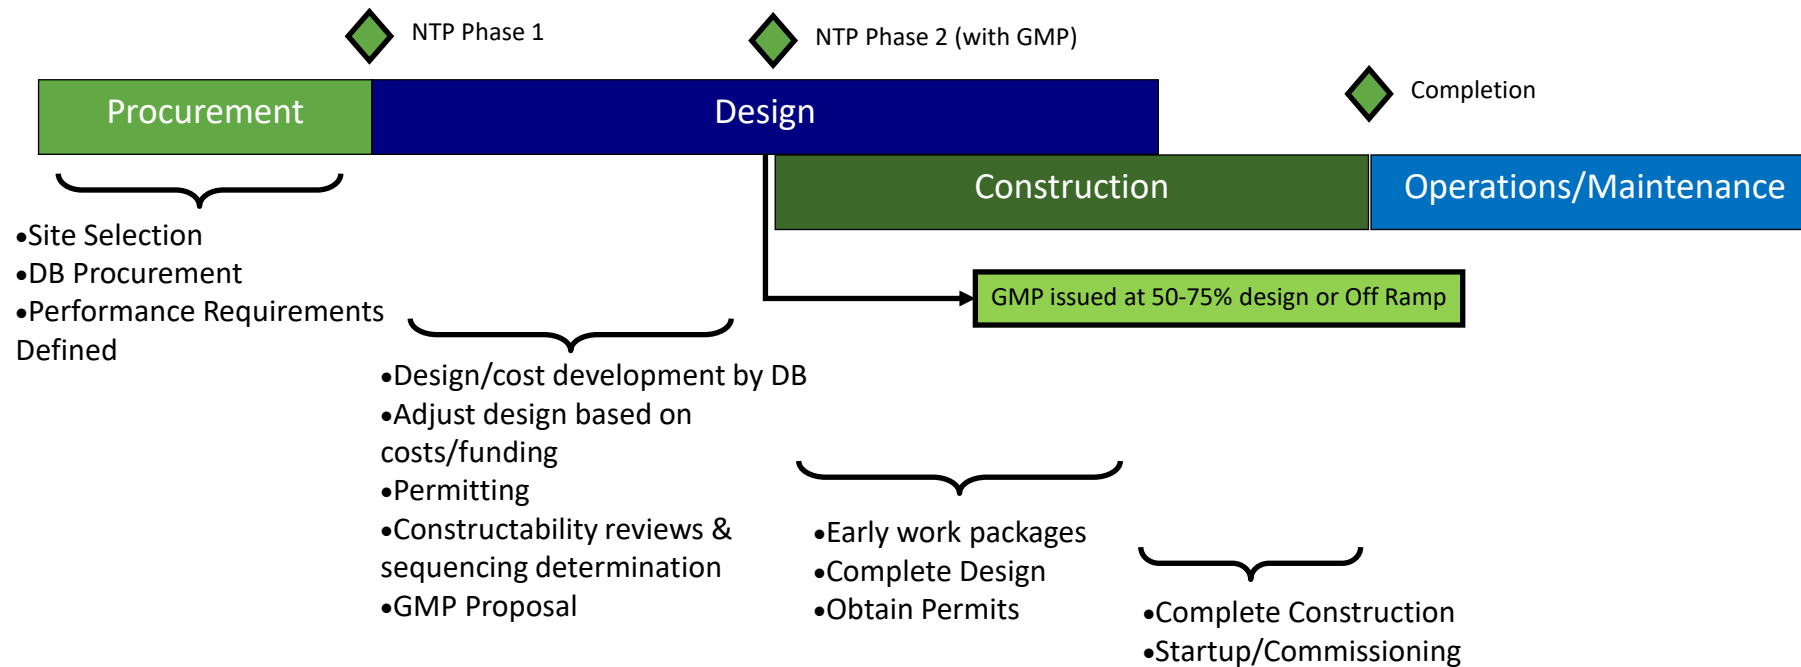 NTP Phase 1
NTP Phase 2 (with GMP)
Completion
Procurement
Design
Construction
Operations/Maintenance
•Site Selection
•DB Procurement
•Performance Requirements
Defined
GMP issued at 50-75% design or Off Ramp
•Design/cost development by DB
•Adjust design based on
costs/funding
•Permitting
•Constructability reviews &
sequencing determination
•GMP Proposal
•Early work packages
•Complete Design
•Obtain Permits
•Complete Construction
•Startup/Commissioning